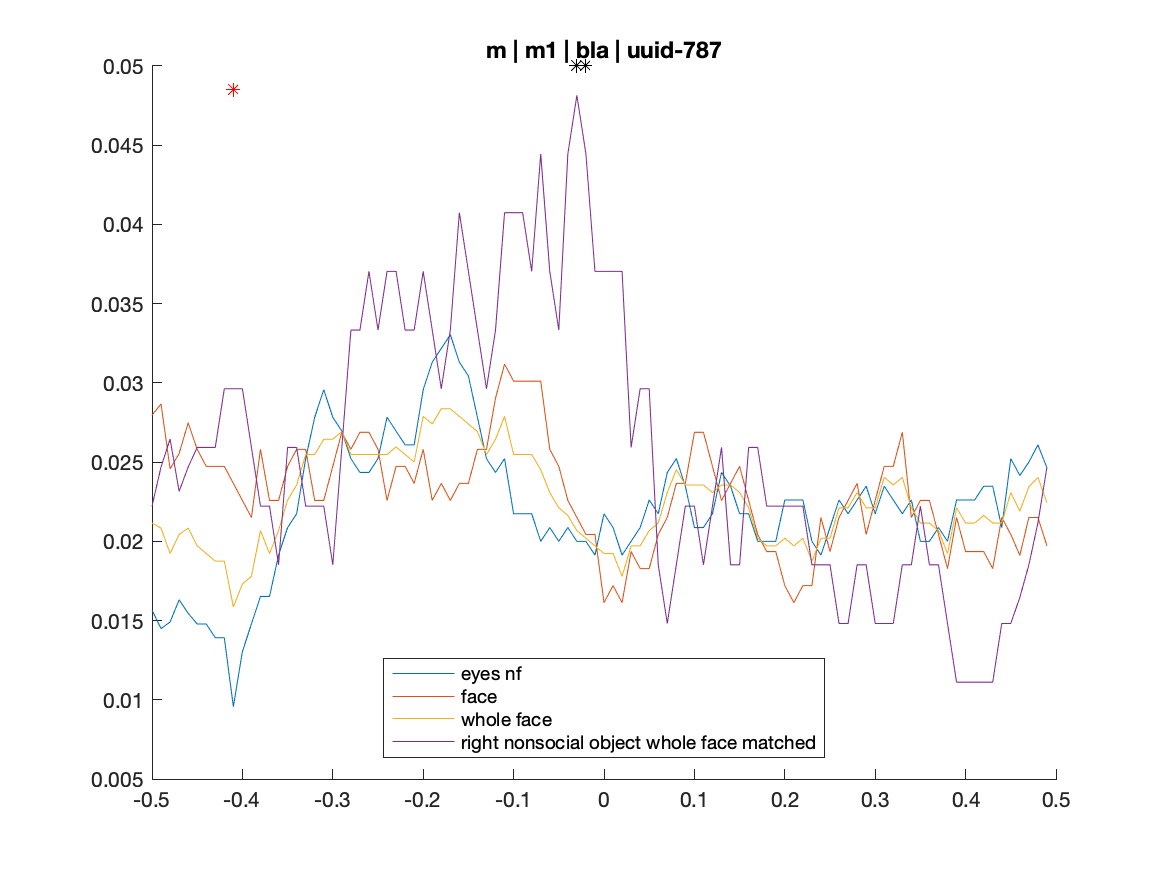 m | m1 | bla | uuid-787
0.05
0.045
0.04
0.035
0.03
0.025
0.02
0.015
0.01
0.005
eyes nf
face
whole face
right nonsocial object whole face matched
-0.5 -0.4 -0.3 -0.2 -0.1 0 0.1 0.2 0.3 0.4 0.5